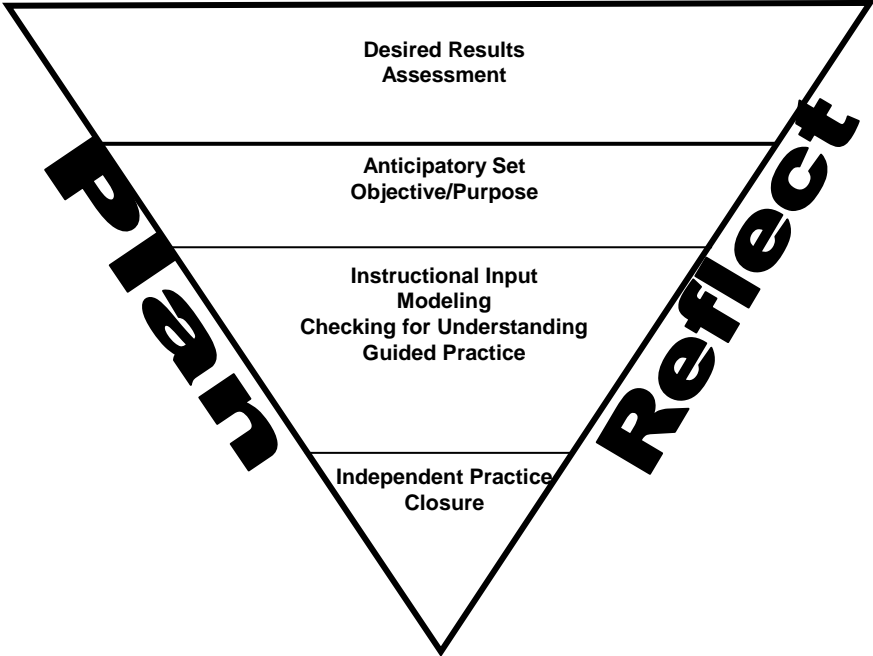 Desired Results
Assessment
Anticipatory Set
Objective/Purpose
Instructional Input
Modeling
Checking for Understanding
Guided Practice
Independent Practice
Closure
Plan
Reflect